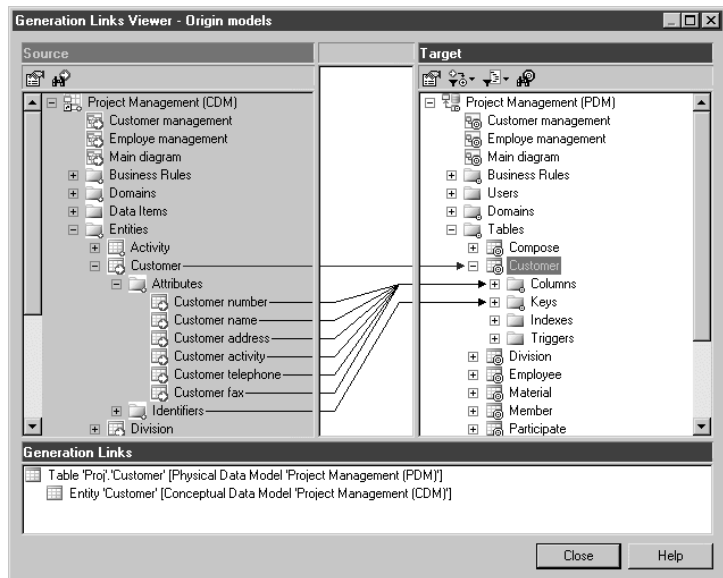 Generation Links Viewer - Origin models
Source
Target
Project Management (CDM)
Customer management
Employe management
Main diagram
Business Rules
Domains
Data Items
Entities
Activity
Customer
Attributes
Customer number
Customer name
Customer address
Customer activity
Customer telephone
Customer fax
Identifiers
Division
Project Management (PDM)
Customer management
Employe management
Main diagram
Business Rules
Users
Domains
Tables
Compose
Customer
Columns
Keys
Indexes
Triggers
Division
Employee
Material
Member
Participate
Generation Links
Table 'Proj'.'Customer' [Physical Data Model 'Project Management (PDM)']
Entity 'Customer' [Conceptual Data Model 'Project Management (CDM)']
Close
Help